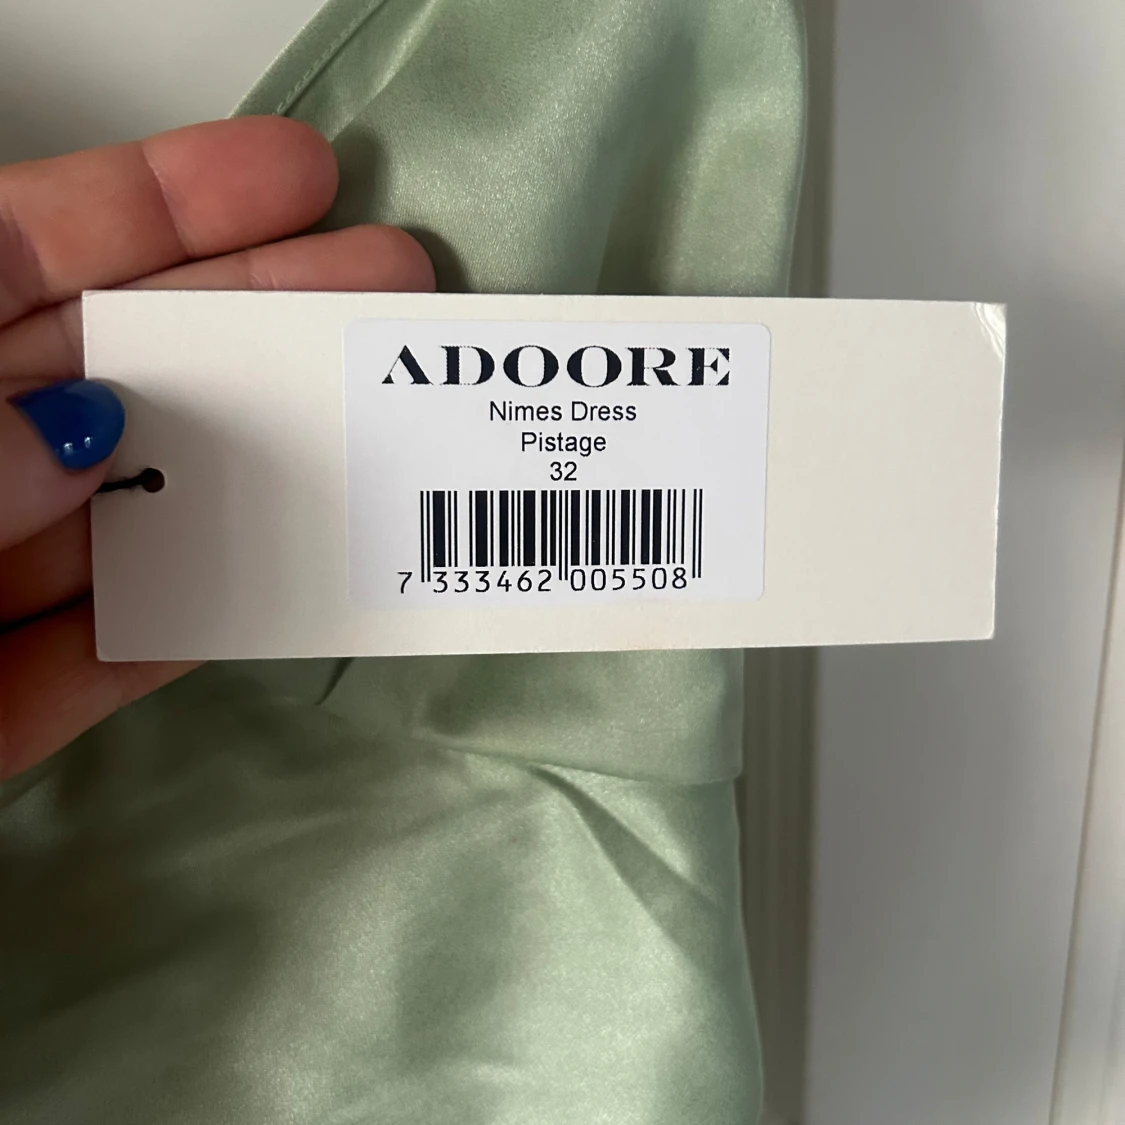 ADOORE
Nimes Dress
Pistage
32
7 333462 005508